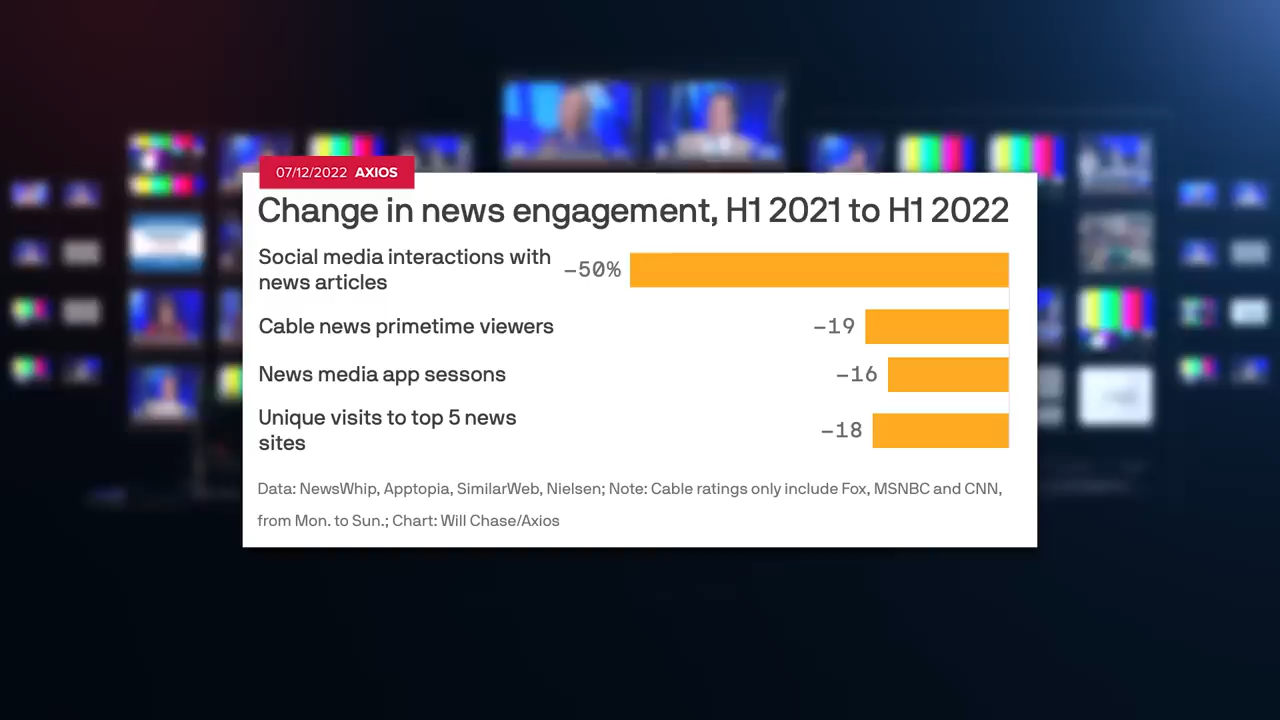 07/12/2022 AXIOS
Change in news engagement, H1 2021 to H1 2022
Social media interactions with
news articles
-50%
Cable news primetime viewers
-19
News media app sessons
-16
Unique visits to top 5 news
sites
-18
Data: NewsWhip, Apptopia, SimilarWeb, Nielsen; Note: Cable ratings only include Fox, MSNBC and CNN,
from Mon. to Sun.; Chart: Will Chase/Axios